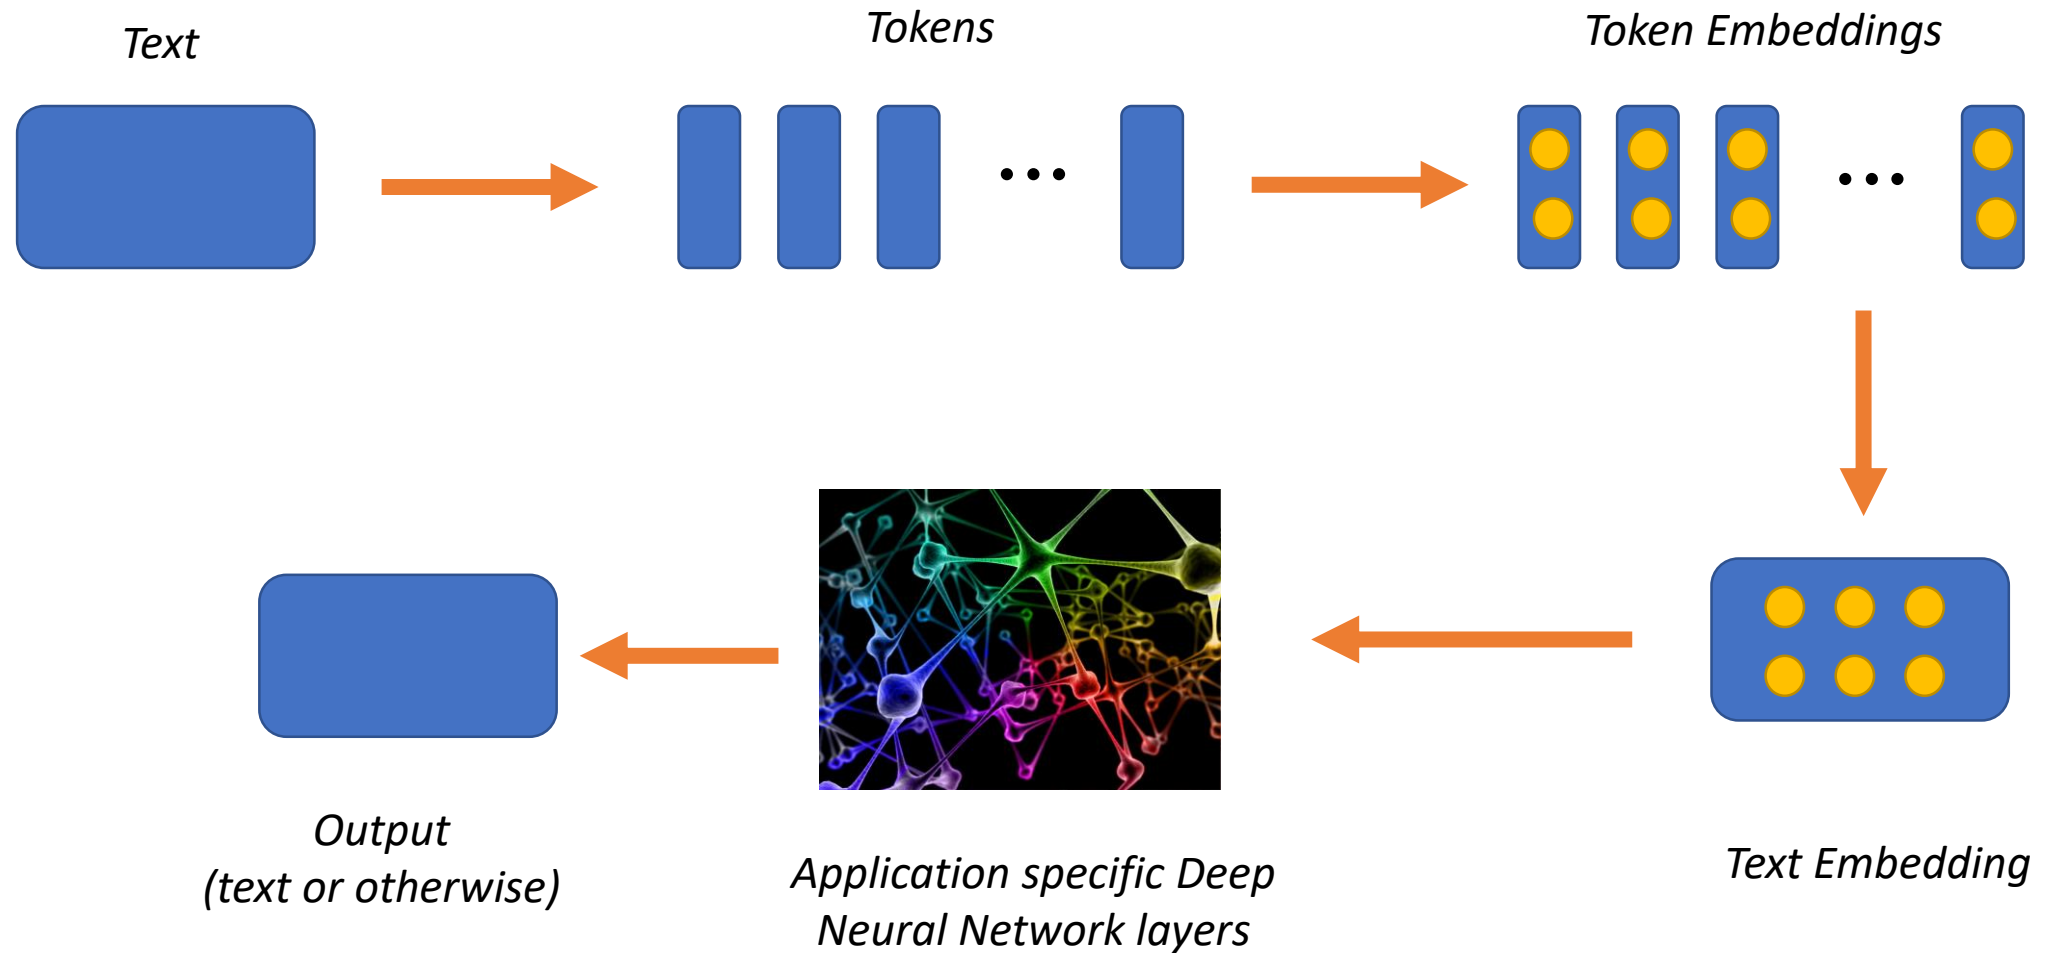 Text
Tokens
Token Embeddings
Text Embedding
Application specific Deep
Neural Network layers
Output
(text or otherwise)